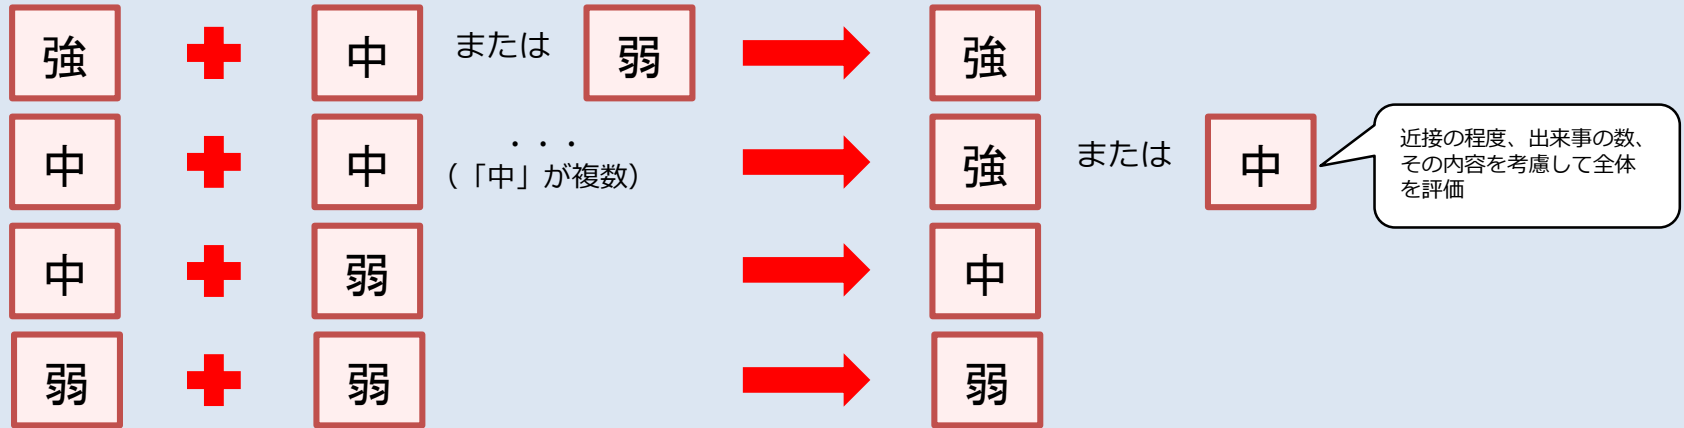 強 中 または 弱 強
中 中 ・・・ 強 または 中
(「中」が複数)
近接の程度、出来事の数、
その内容を考慮して全体
を評価
中 弱 中
弱 弱 弱